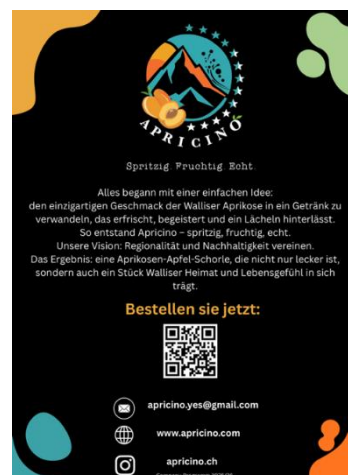 APRICINO
Spritzig. Fruchtig. Echt.
Alles begann mit einer einfachen Idee:
den einzigartigen Geschmack der Walliser Aprikose in ein Getränk zu
verwandeln, das erfrischt, begeistert und ein Lächeln hinterlässt.
So entstand Apricino – spritzig, fruchtig, echt.
Unsere Vision: Regionalität und Nachhaltigkeit vereinen.
Das Ergebnis: eine Aprikosen-Apfel-Schorle, die nicht nur lecker ist,
sondern auch ein Stück Walliser Heimat und Lebensgefühl in sich
trägt.
Bestellen sie jetzt:
apricino.yes@gmail.com
www.apricino.com
apricino.ch